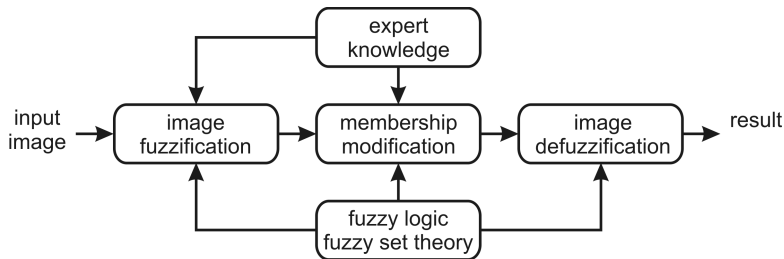 expert
knowledge
input
image
image
fuzzification
membership
modification
image
defuzzification
result
fuzzy logic
fuzzy set theory